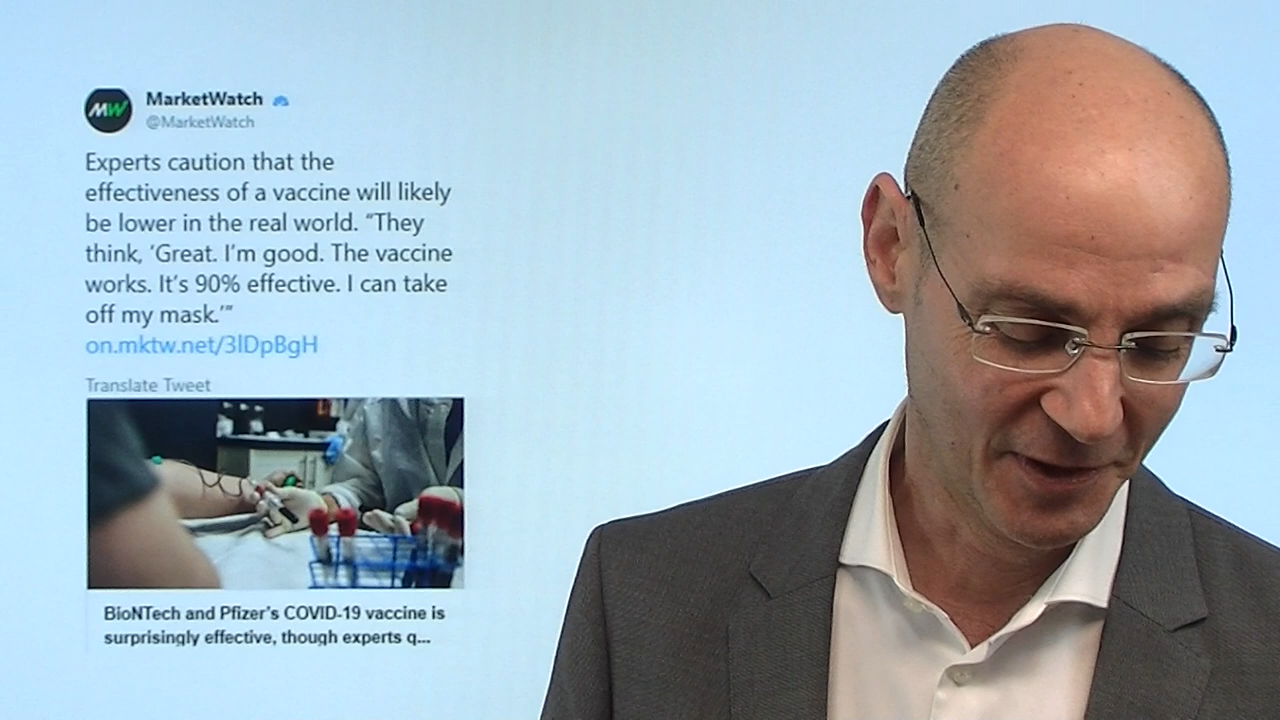 MW
MarketWatch
@MarketWatch
Experts caution that the
effectiveness of a vaccine will likely
be lower in the real world. “They
think, ‘Great. I’m good. The vaccine
works. It’s 90% effective. I can take
off my mask.’”
on.mktw.net/3lDpBgH
Translate Tweet
BioNTech and Pfizer’s COVID-19 vaccine is
surprisingly effective, though experts q...